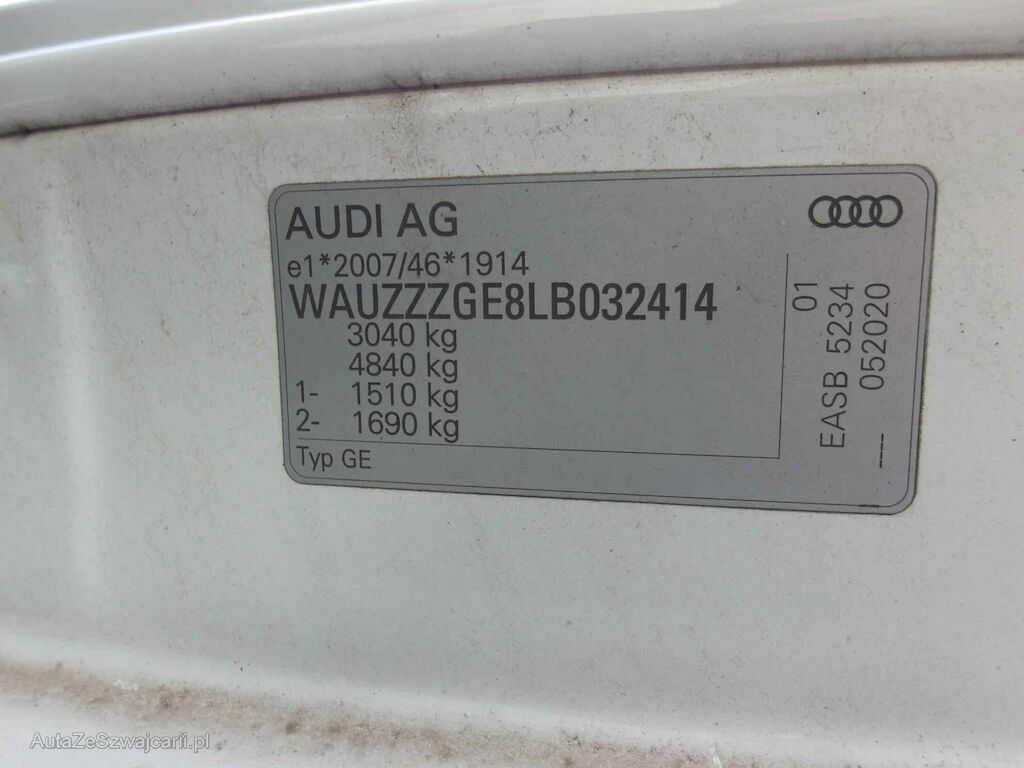 AUDI AG
e1*2007/46*1914
WAUZZZGE8LB032414
3040 kg
4840 kg
1- 1510 kg
2- 1690 kg
Typ GE
01
EASB 5234
052020
---
AutaZeSzwajcarii.pl